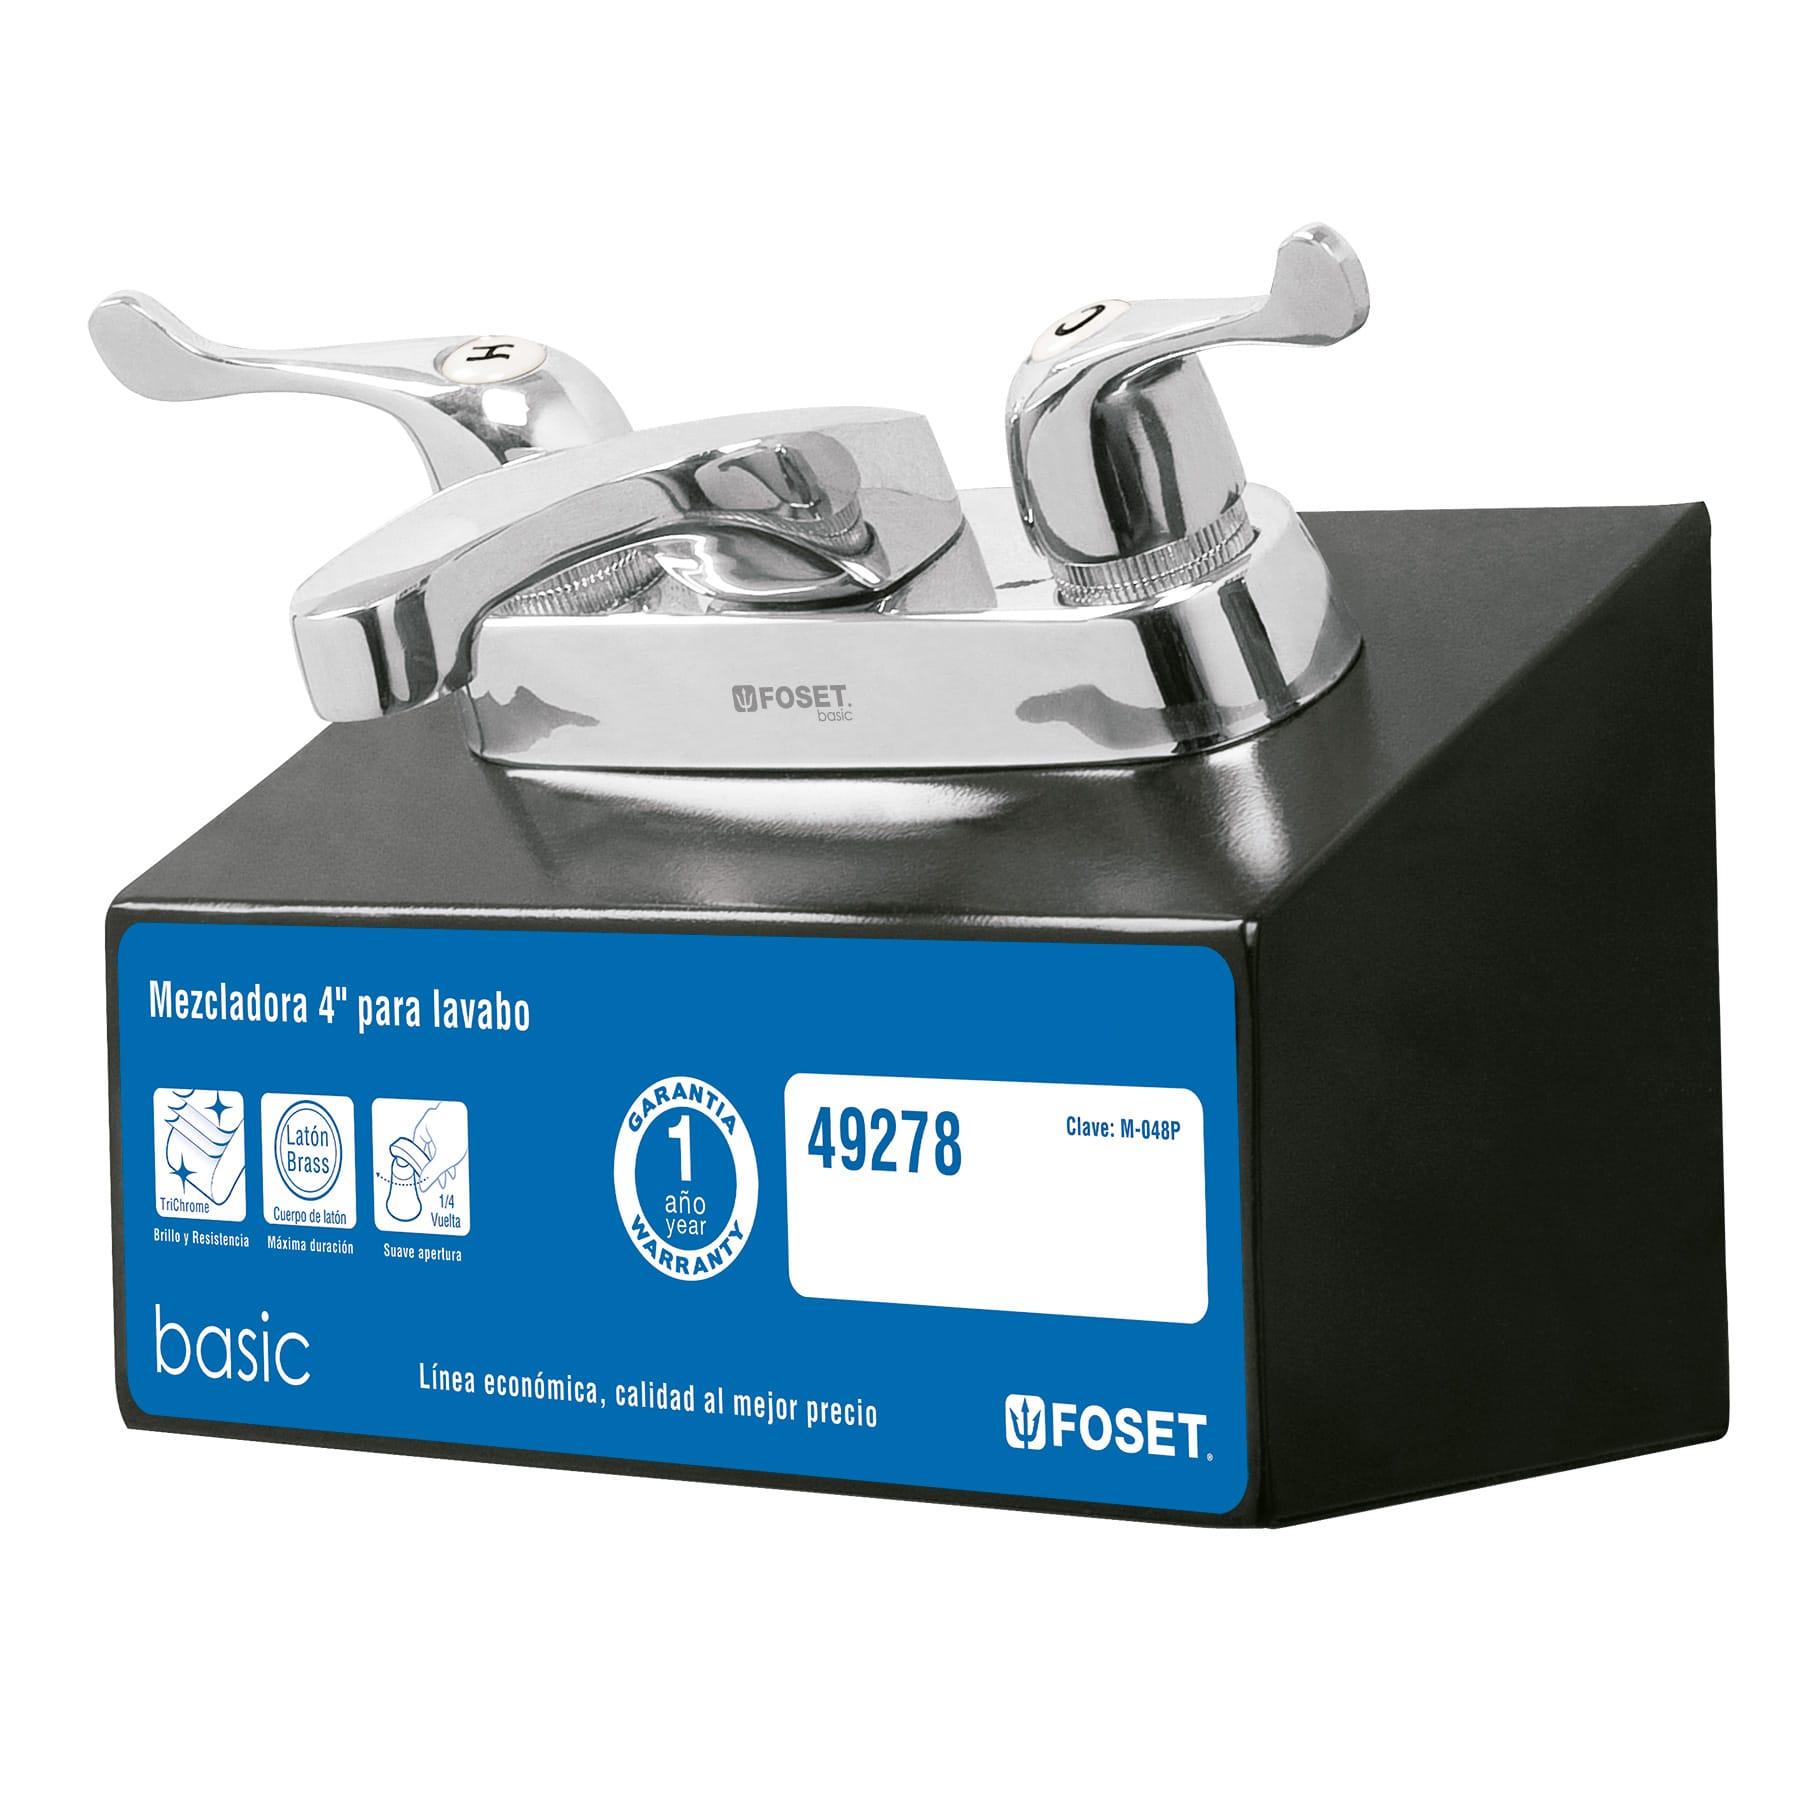 H
C
FOSET®
basic
Mezcladora 4" para lavabo
TriChrome
Brillo y Resistencia
Latón
Brass
Cuerpo de latón
Máxima duración
1/4
Vuelta
Suave apertura
GARANTIA
1
año
year
WARRANTY
49278
Clave: M-048P
basic
Línea económica, calidad al mejor precio
FOSET®